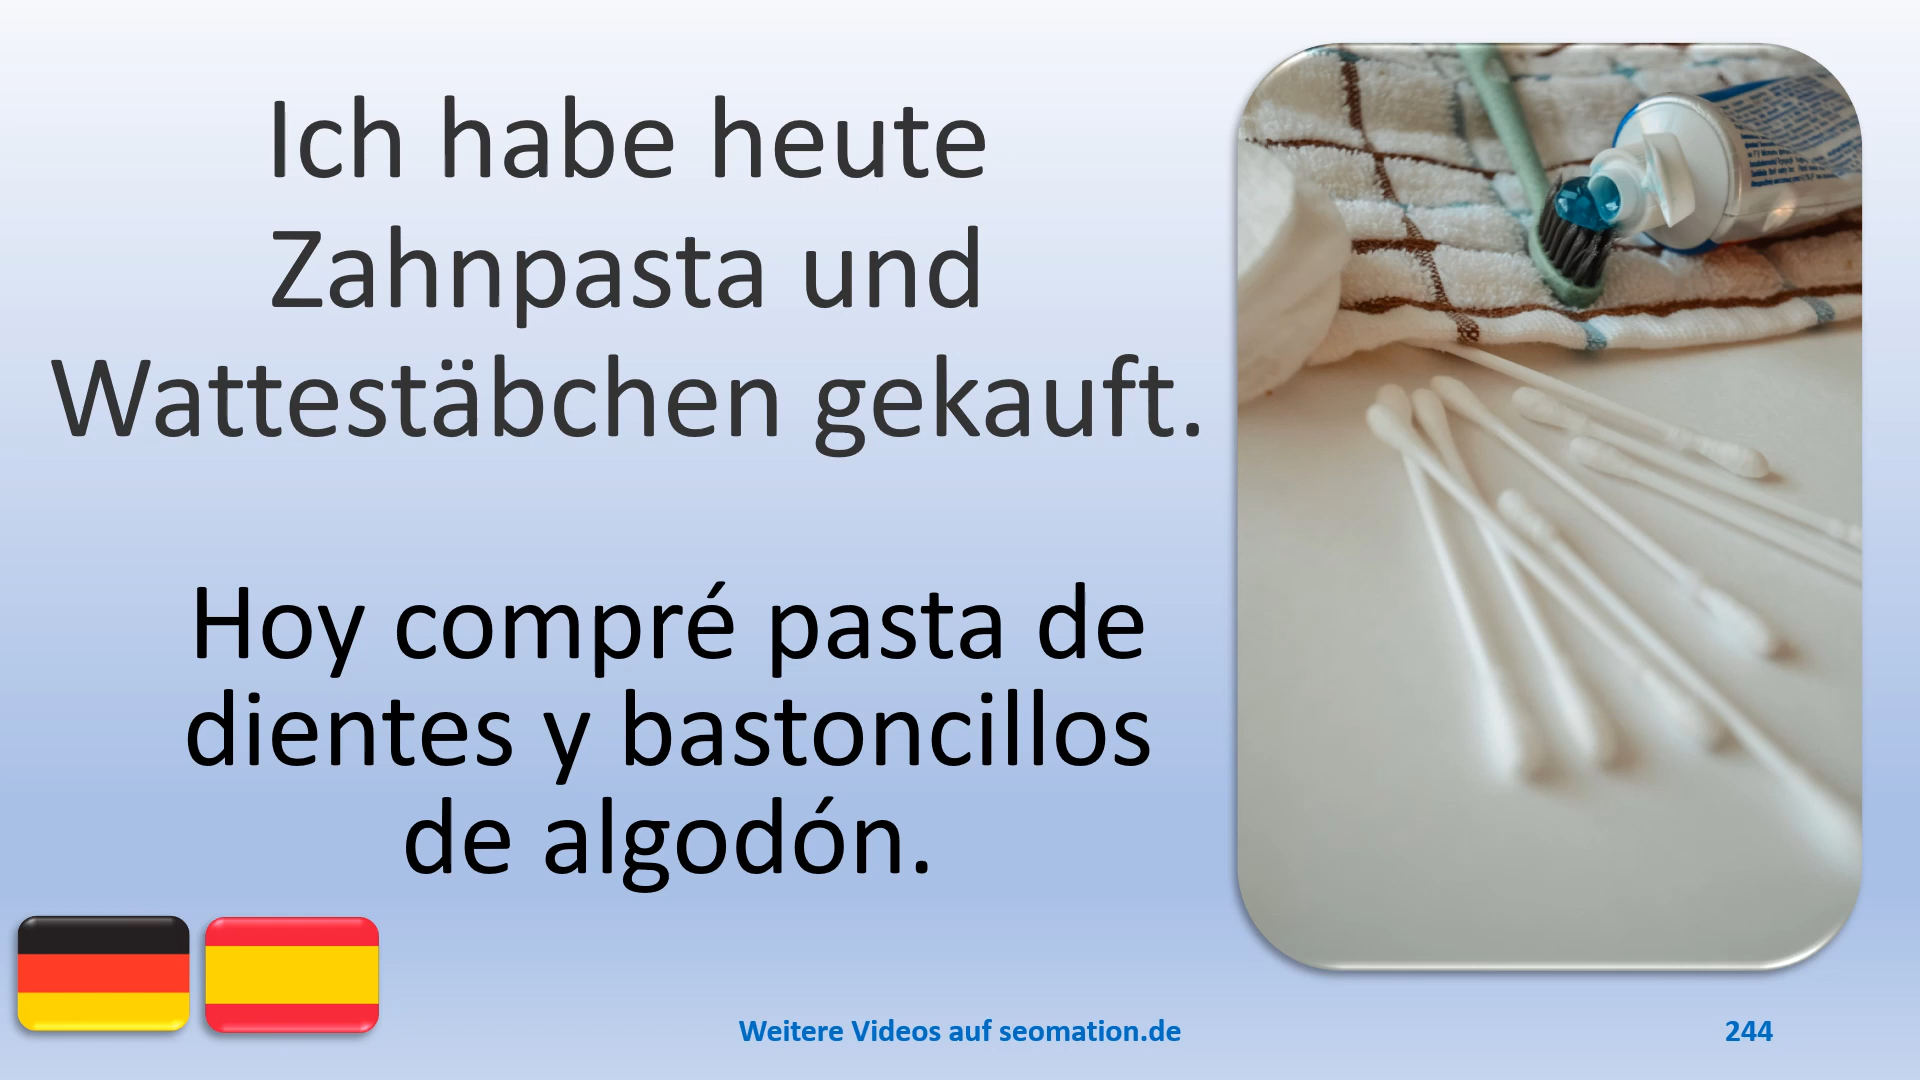 Ich habe heute
Zahnpasta und
Wattestäbchen gekauft.
Hoy compré pasta de
dientes y bastoncillos
de algodón.
Weitere Videos auf seomation.de
244